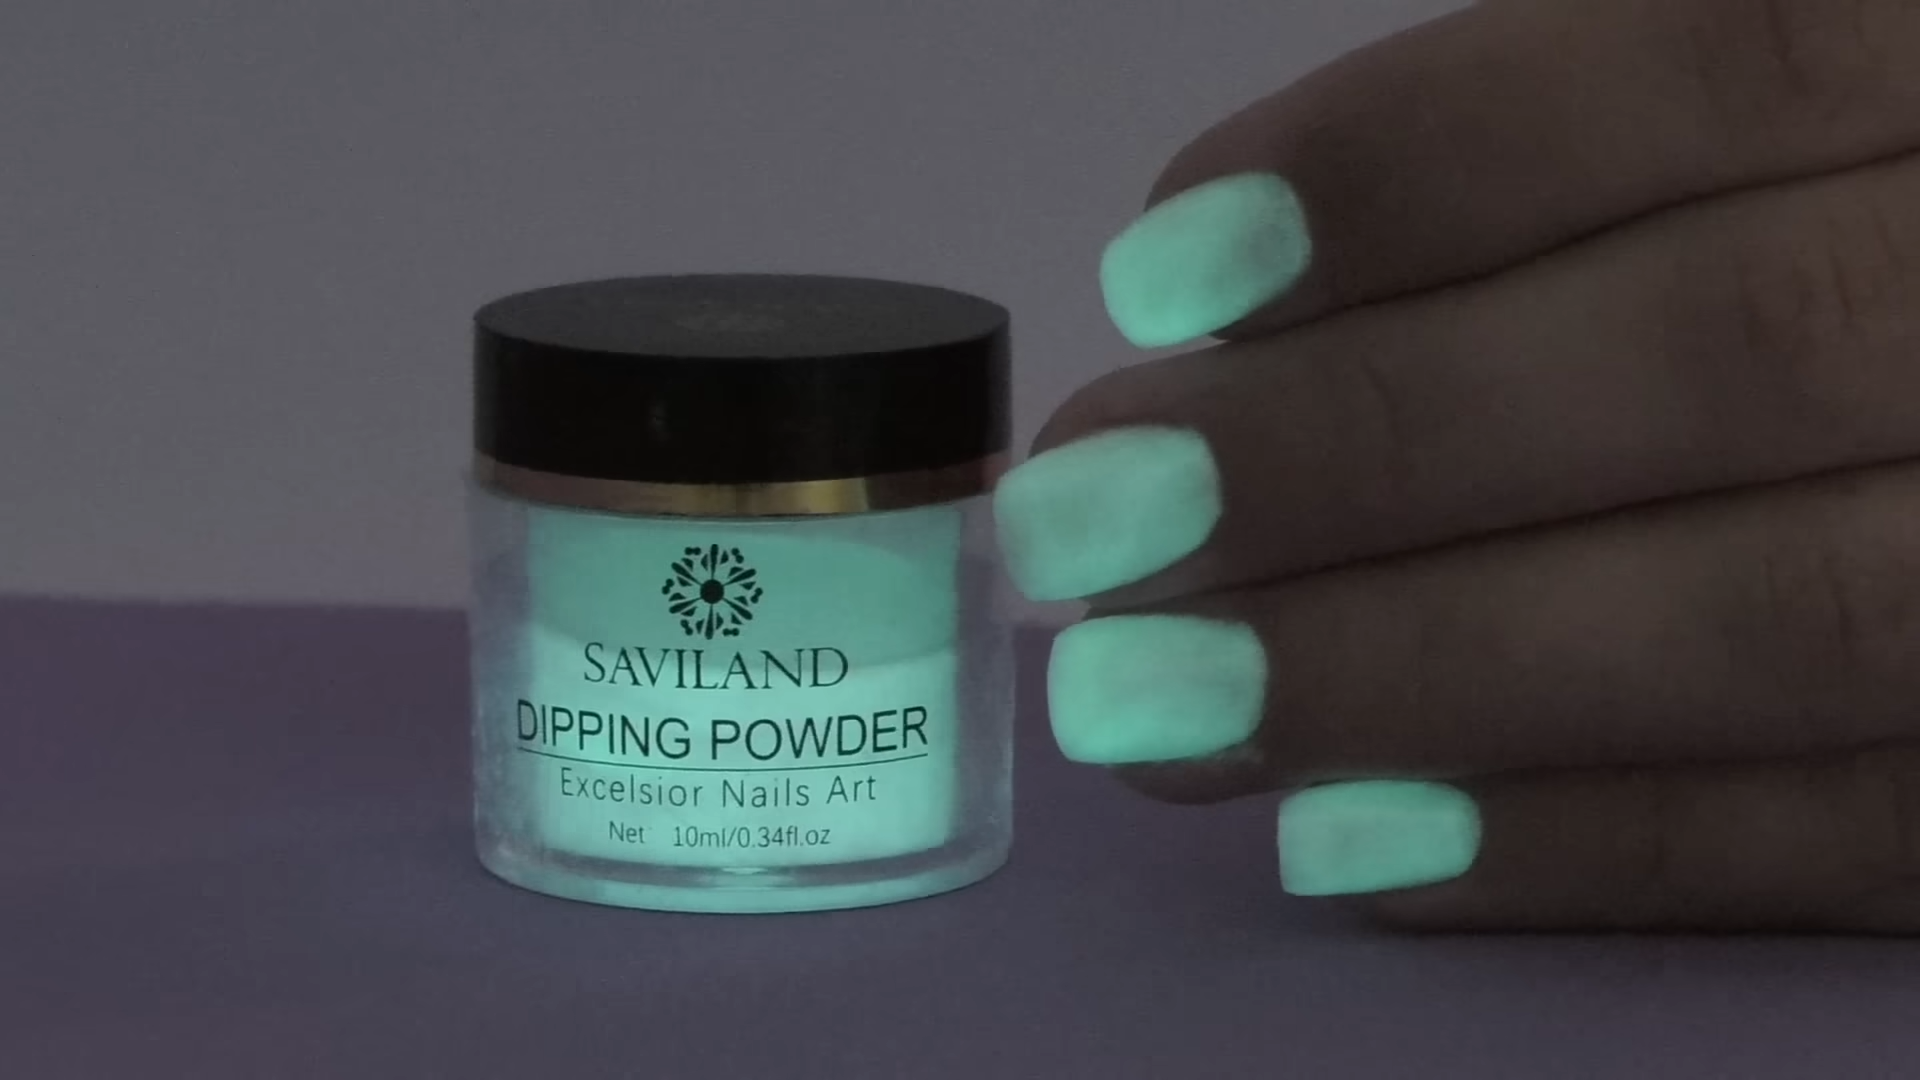 SAVILAND
DIPPING POWDER
Excelsior Nails Art
Net 10ml/0.34fl.oz